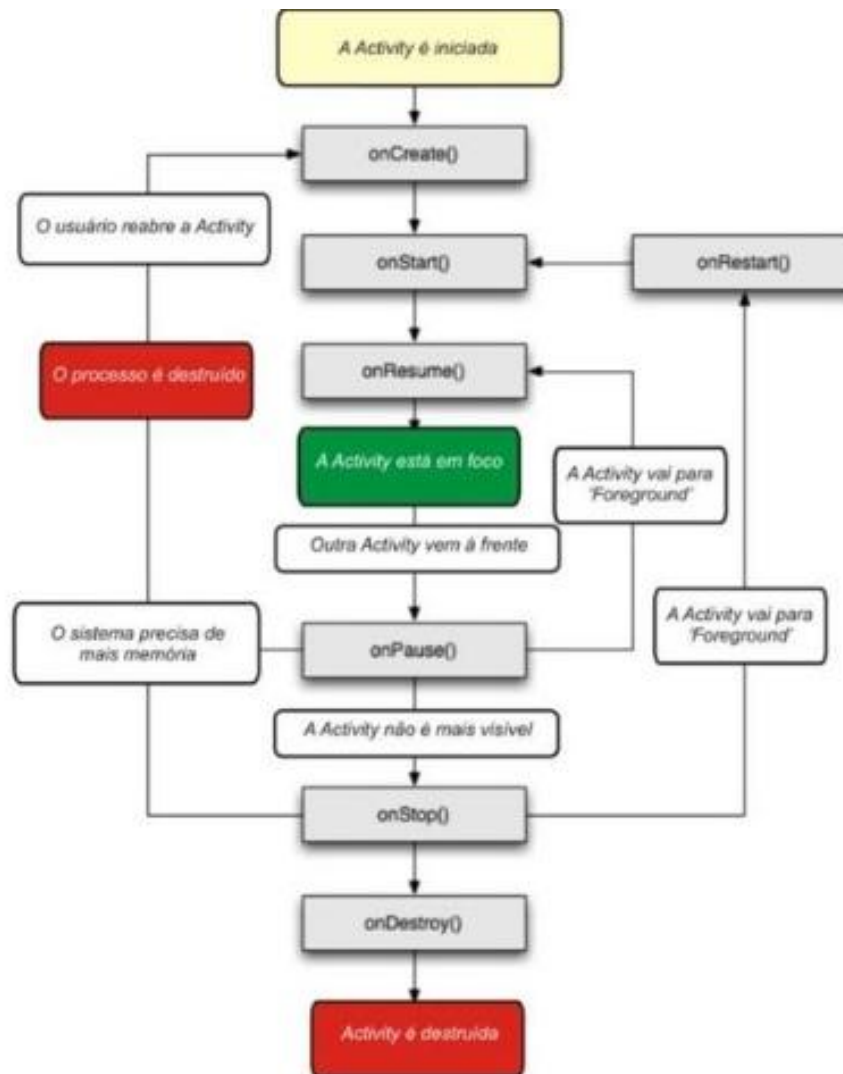 A Activity é iniciada
onCreate()
O usuário reabre a Activity
onStart()
onRestart()
O processo é destruído
onResume()
A Activity está em foco
A Activity vai para
'Foreground'
Outra Activity vem à frente
O sistema precisa de
mais memória
A Activity vai para
'Foreground'
onPause()
A Activity não é mais visível
onStop()
onDestroy()
Activity é destruída